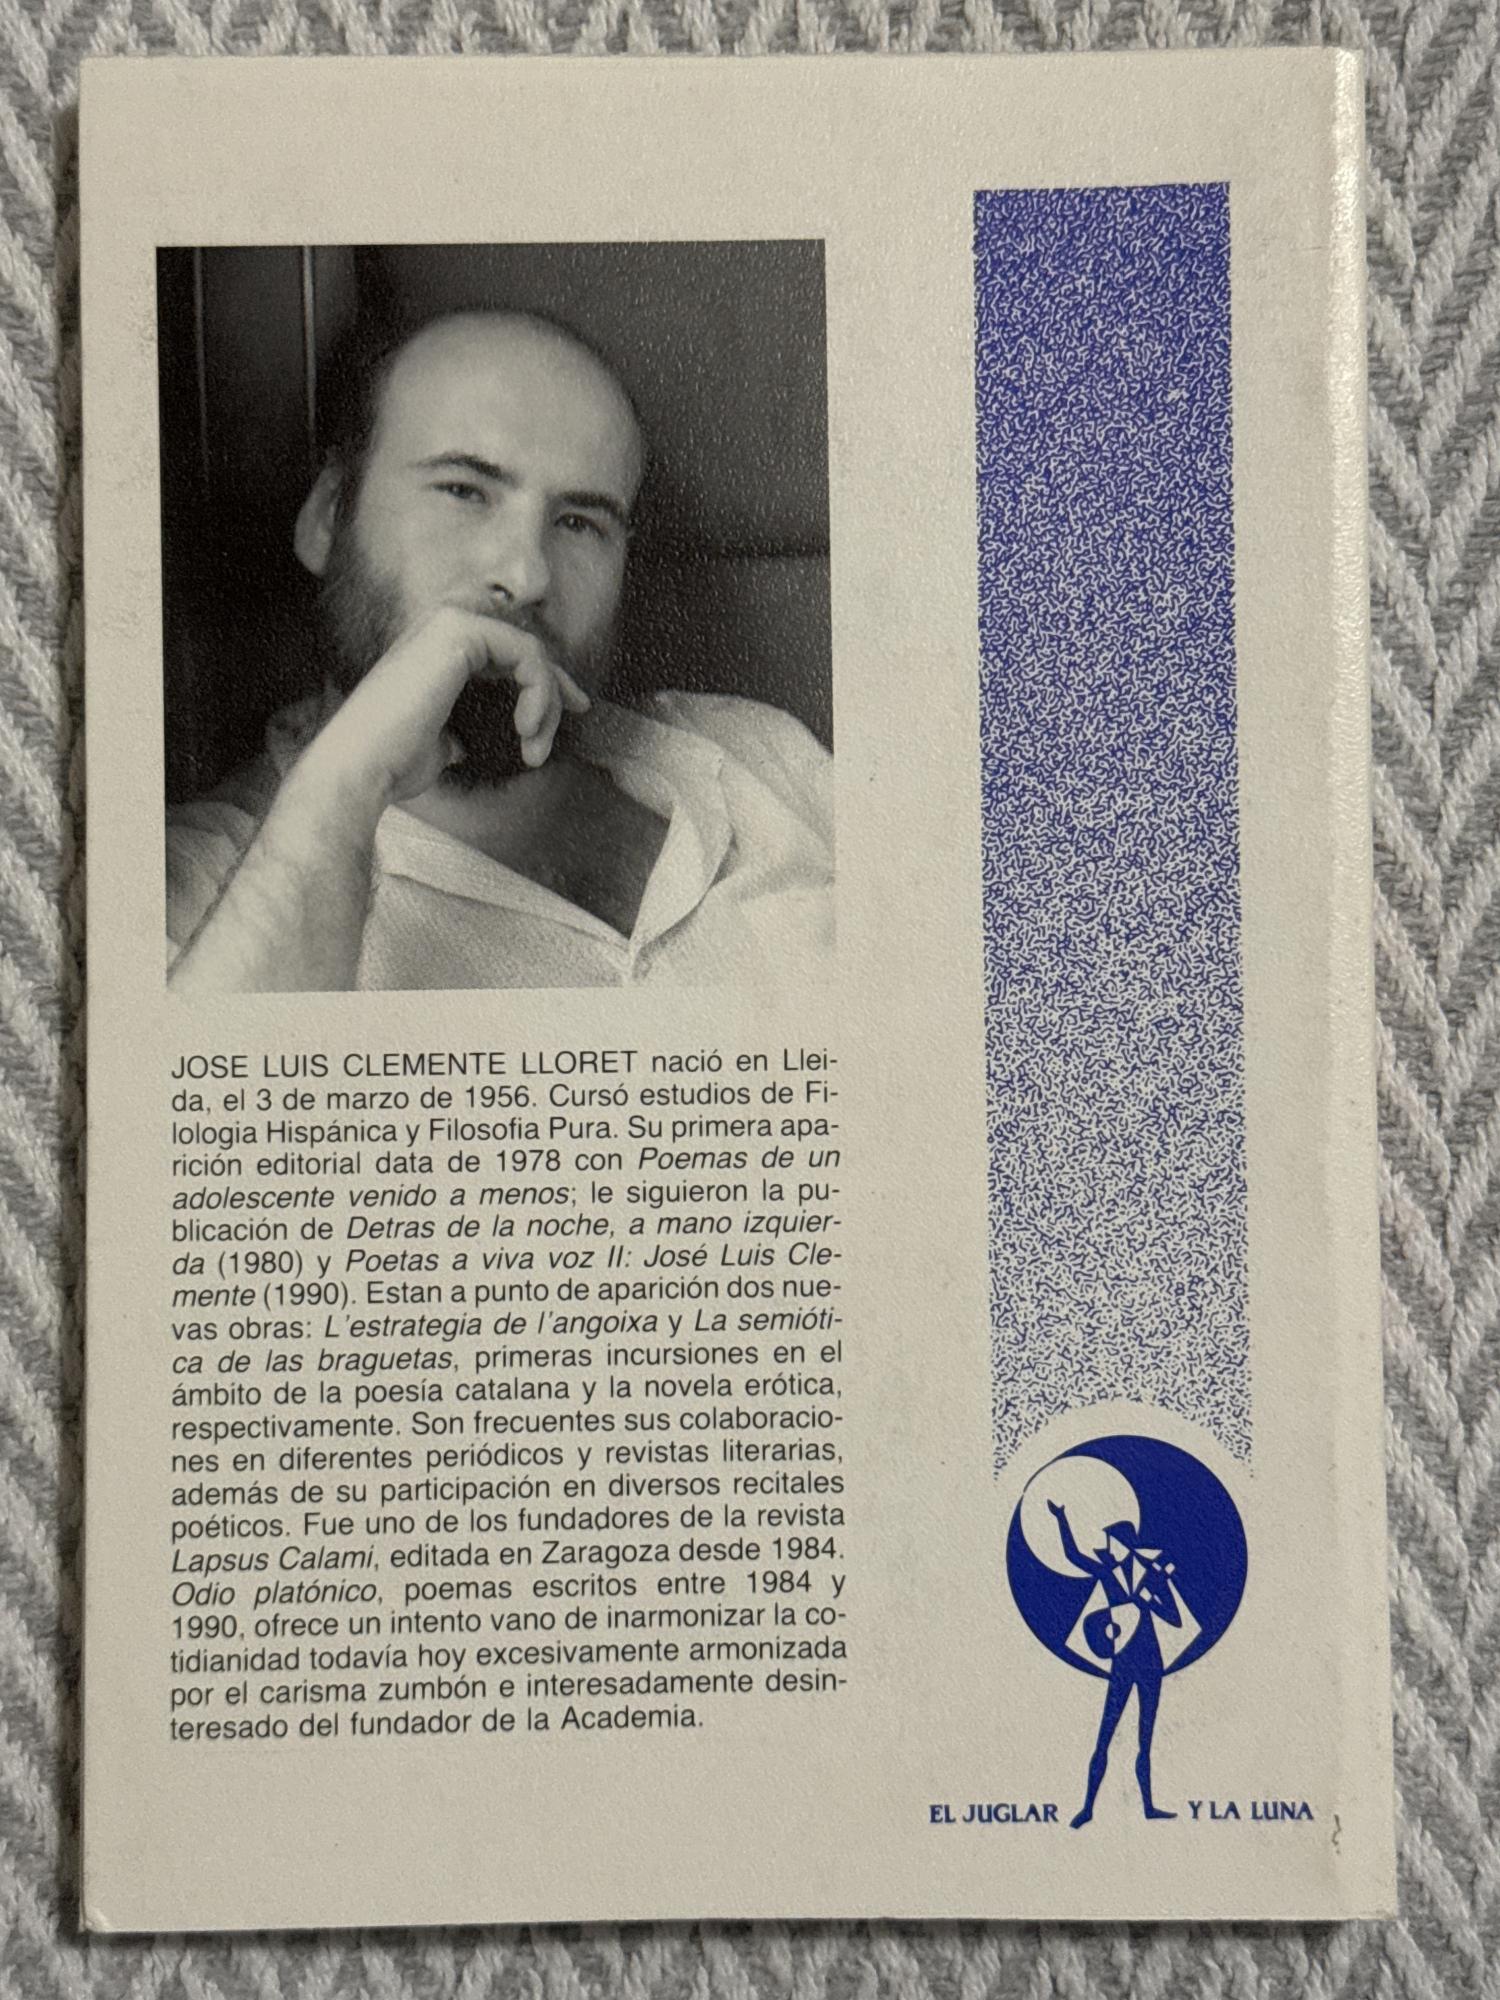 JOSE LUIS CLEMENTE LLORET nació en Llei-
da, el 3 de marzo de 1956. Cursó estudios de Fi-
lologia Hispánica y Filosofia Pura. Su primera apa-
rición editorial data de 1978 con Poemas de un
adolescente venido a menos; le siguieron la pu-
blicación de Detras de la noche, a mano izquier-
da (1980) y Poetas a viva voz II: José Luis Cle-
mente (1990). Estan a punto de aparición dos nue-
vas obras: L'estrategia de l'angoixa y La semióti-
ca de las braguetas, primeras incursiones en el
ámbito de la poesía catalana y la novela erótica,
respectivamente. Son frecuentes sus colaboracio-
nes en diferentes periódicos y revistas literarias,
además de su participación en diversos recitales
poéticos. Fue uno de los fundadores de la revista
Lapsus Calami, editada en Zaragoza desde 1984.
Odio platónico, poemas escritos entre 1984 y
1990, ofrece un intento vano de inarmonizar la co-
tidianidad todavía hoy excesivamente armonizada
por el carisma zumbón e interesadamente desin-
teresado del fundador de la Academia.
EL JUGLAR Y LA LUNA